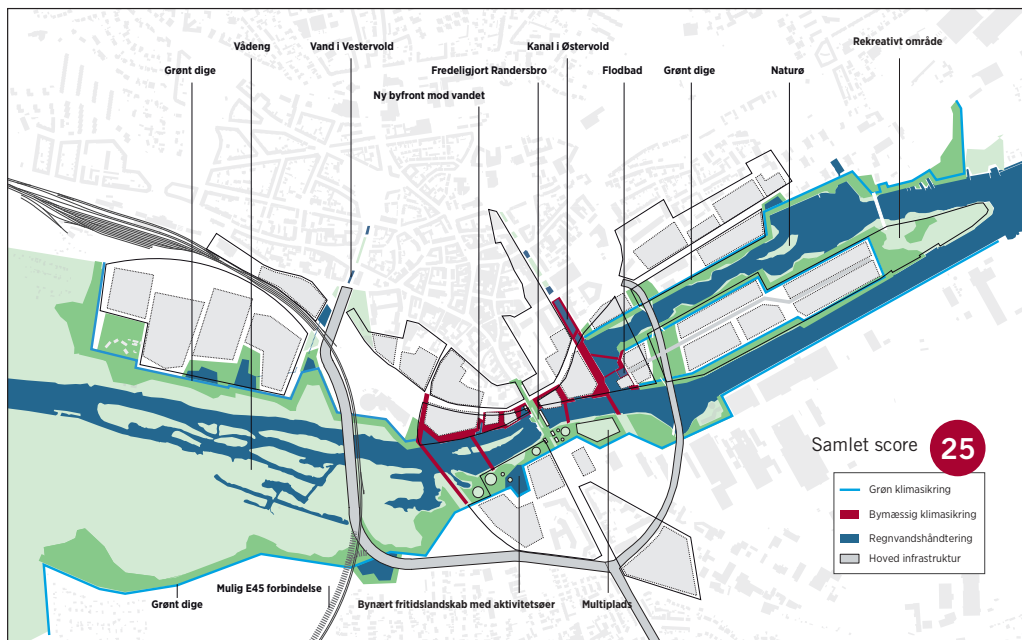 Vådeng
Vand i Vestervold
Kanal i Østervold
Rekreativt område
Grønt dige
Fredeligjort Randersbro
Flodbad
Grønt dige
Naturø
Ny byfront mod vandet
Samlet score 25
Grøn klimasikring
Bymæssig klimasikring
Regnvandshåndtering
Hoved infrastruktur
Mulig E45 forbindelse
Grønt dige
Bynært fritidslandskab med aktivitetsøer
Multiplads